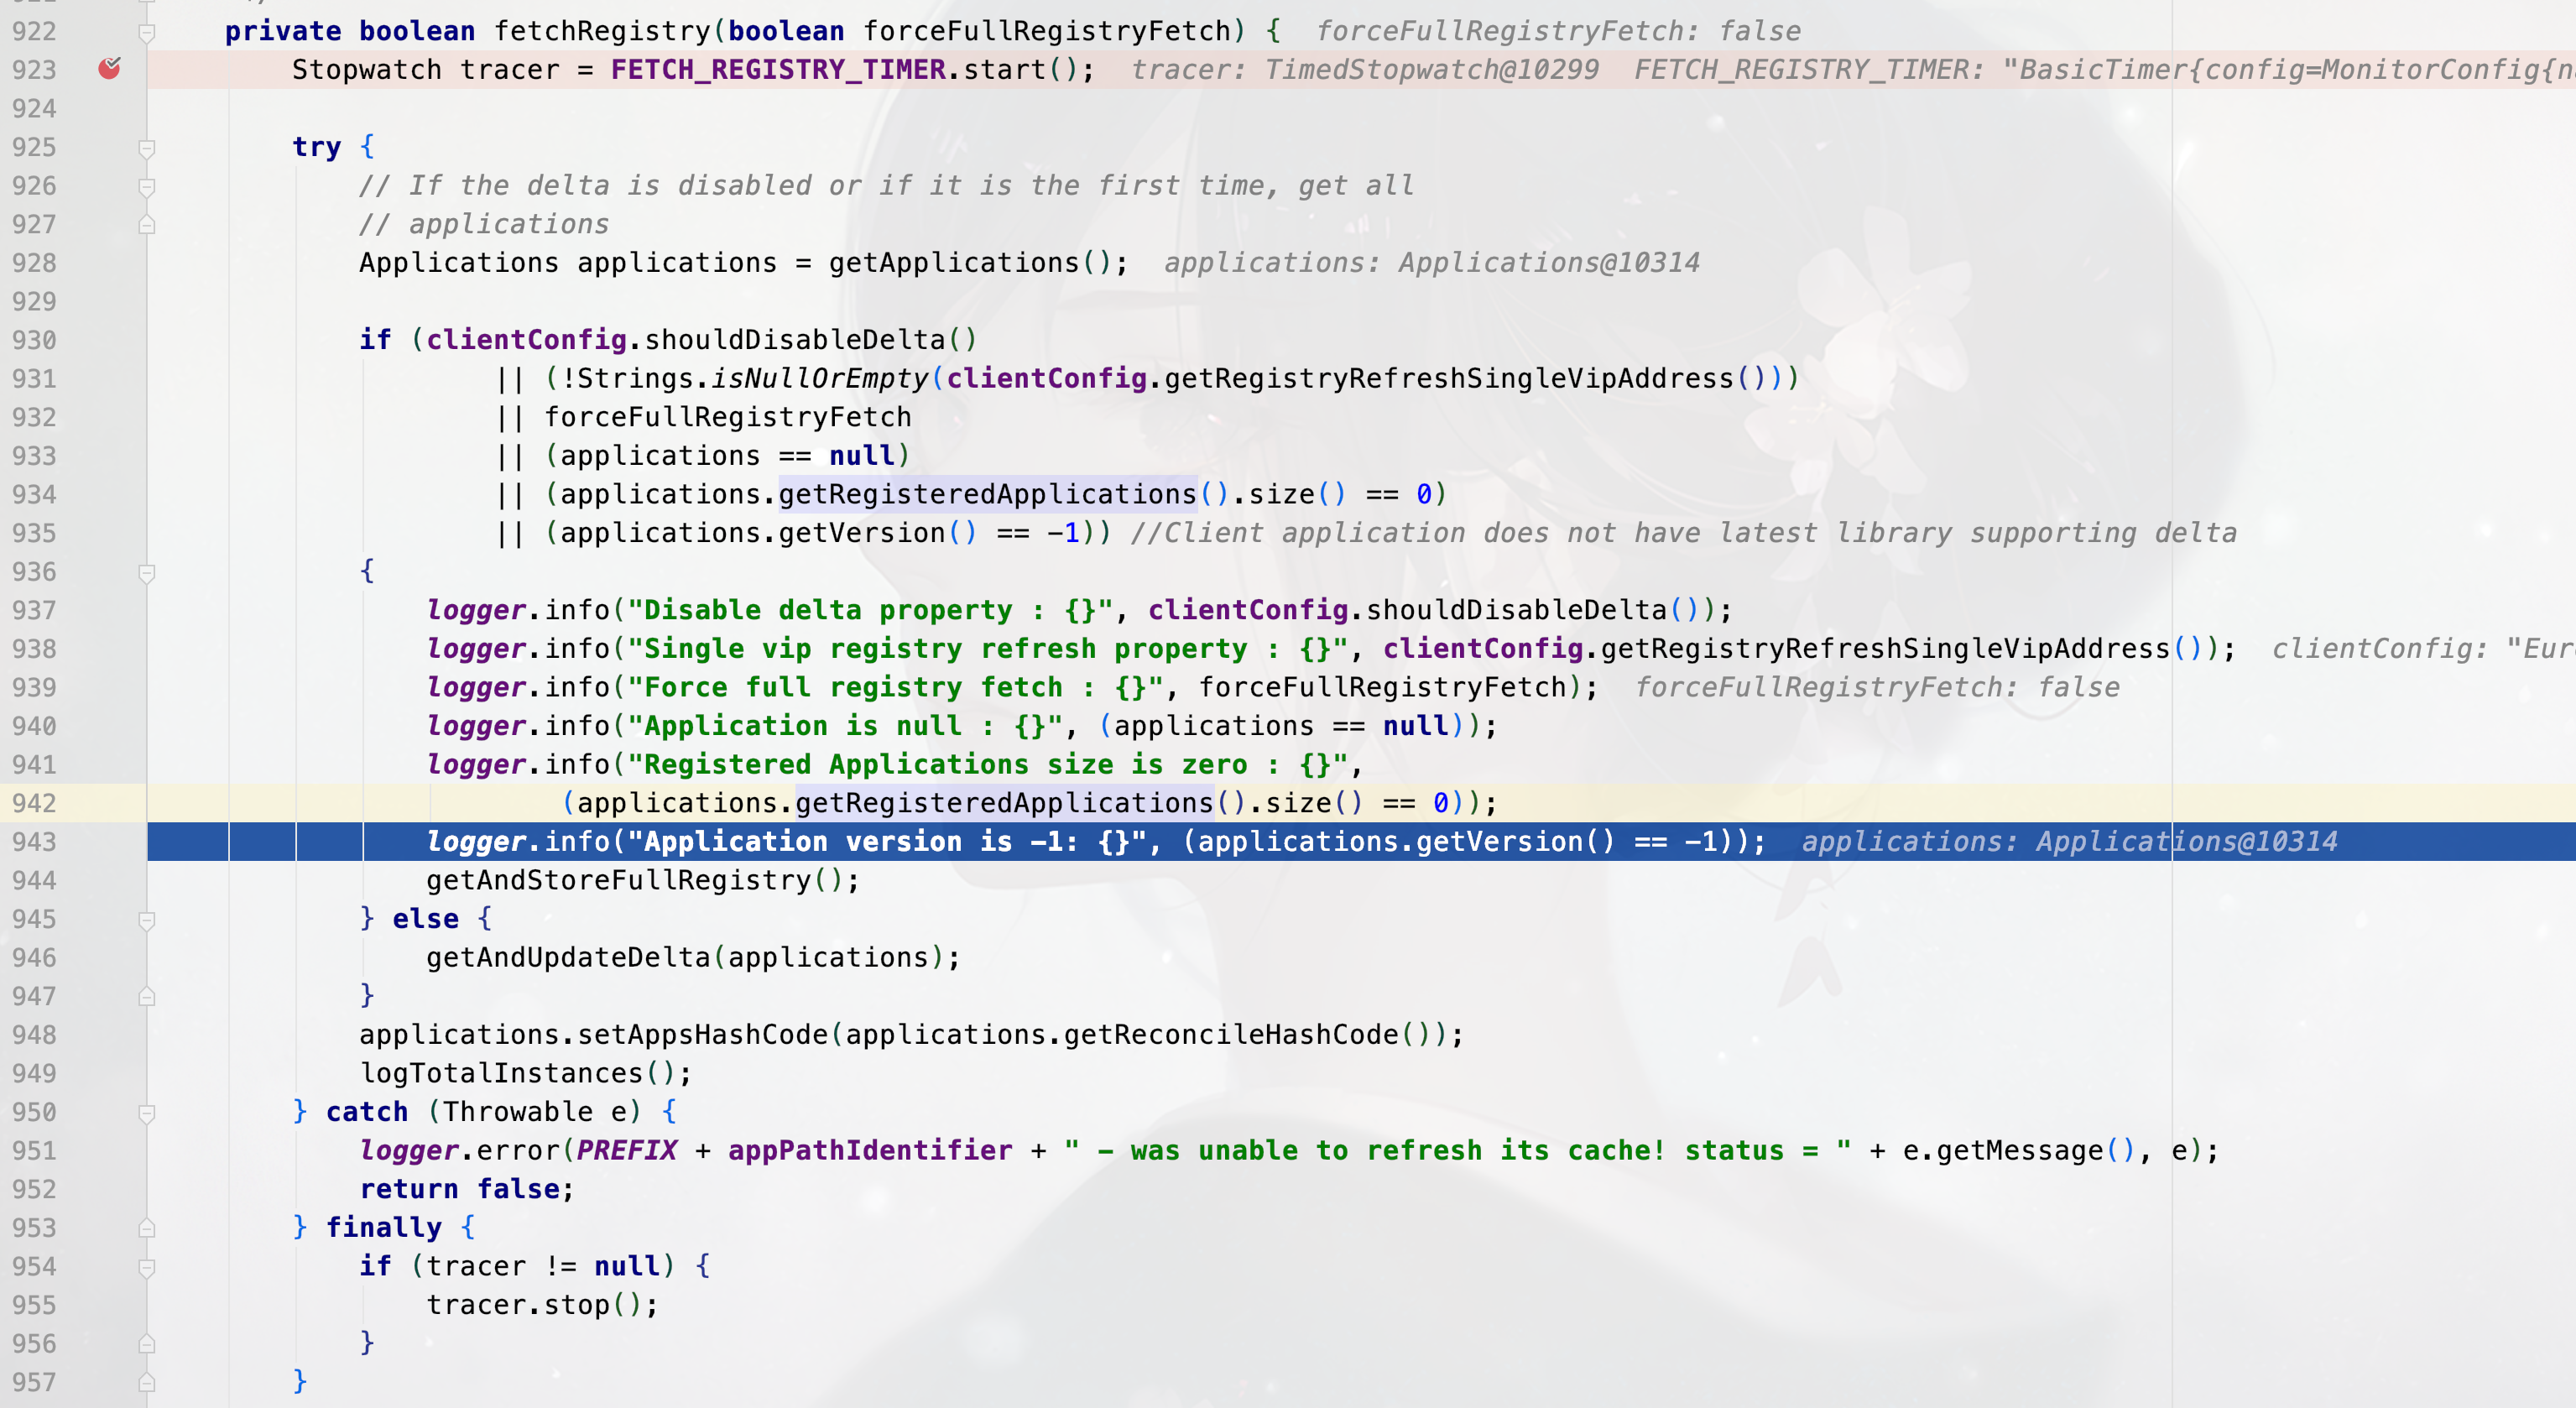 922 private boolean fetchRegistry(boolean forceFullRegistryFetch) { forceFullRegistryFetch: false
923 Stopwatch tracer = FETCH_REGISTRY_TIMER.start(); tracer: TimedStopwatch@10299 FETCH_REGISTRY_TIMER: "BasicTimer{config=MonitorConfig{n
924
925 try {
926 // If the delta is disabled or if it is the first time, get all
927 // applications
928 Applications applications = getApplications(); applications: Applications@10314
929
930 if (clientConfig.shouldDisableDelta()
931 || (!Strings.isNullOrEmpty(clientConfig.getRegistryRefreshSingleVipAddress()))
932 || forceFullRegistryFetch
933 || (applications == null)
934 || (applications.getRegisteredApplications().size() == 0)
935 || (applications.getVersion() == -1)) //Client application does not have latest library supporting delta
936 {
937 logger.info("Disable delta property : {}", clientConfig.shouldDisableDelta());
938 logger.info("Single vip registry refresh property : {}", clientConfig.getRegistryRefreshSingleVipAddress()); clientConfig: "Eur
939 logger.info("Force full registry fetch : {}", forceFullRegistryFetch); forceFullRegistryFetch: false
940 logger.info("Application is null : {}", (applications == null));
941 logger.info("Registered Applications size is zero : {}",
942 (applications.getRegisteredApplications().size() == 0));
943 logger.info("Application version is -1: {}", (applications.getVersion() == -1)); applications: Applications@10314
944 getAndStoreFullRegistry();
945 } else {
946 getAndUpdateDelta(applications);
947 }
948 applications.setAppsHashCode(applications.getReconcileHashCode());
949 logTotalInstances();
950 } catch (Throwable e) {
951 logger.error(PREFIX + appPathIdentifier + " - was unable to refresh its cache! status = " + e.getMessage(), e);
952 return false;
953 } finally {
954 if (tracer != null) {
955 tracer.stop();
956 }
957 }